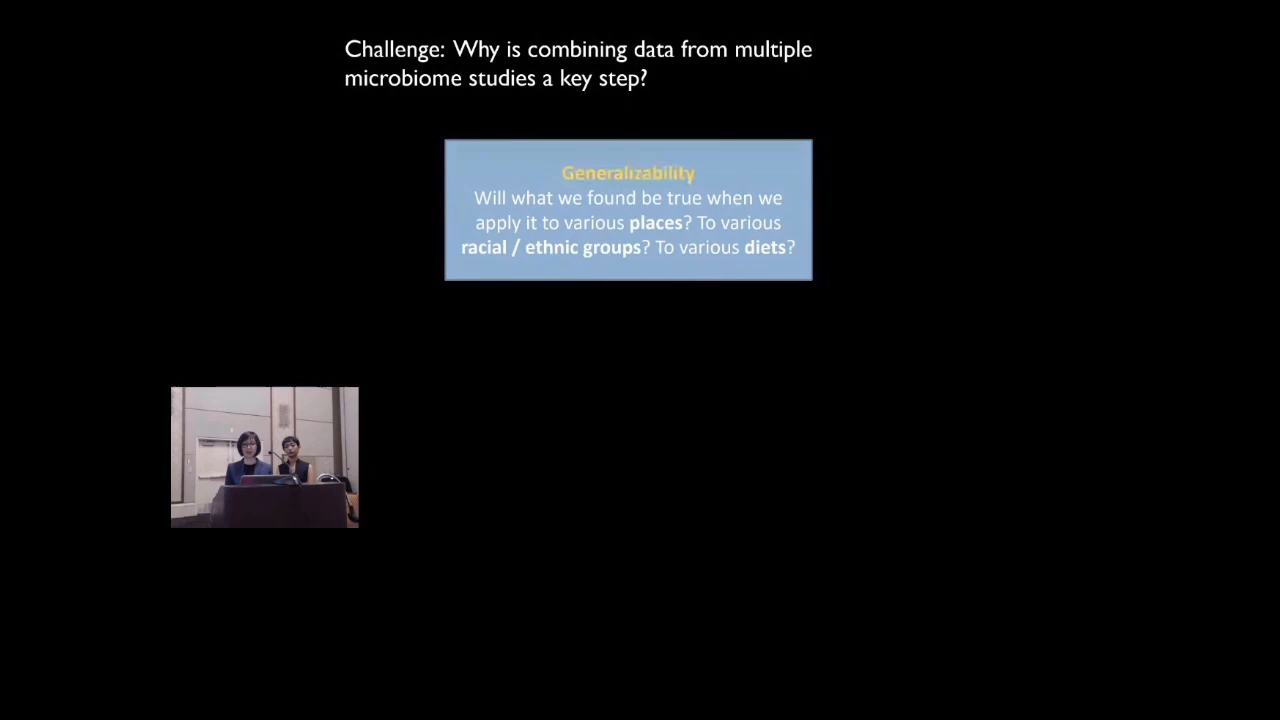 Challenge: Why is combining data from multiple
microbiome studies a key step?
Generalizability
Will what we found be true when we
apply it to various places? To various
racial / ethnic groups? To various diets?